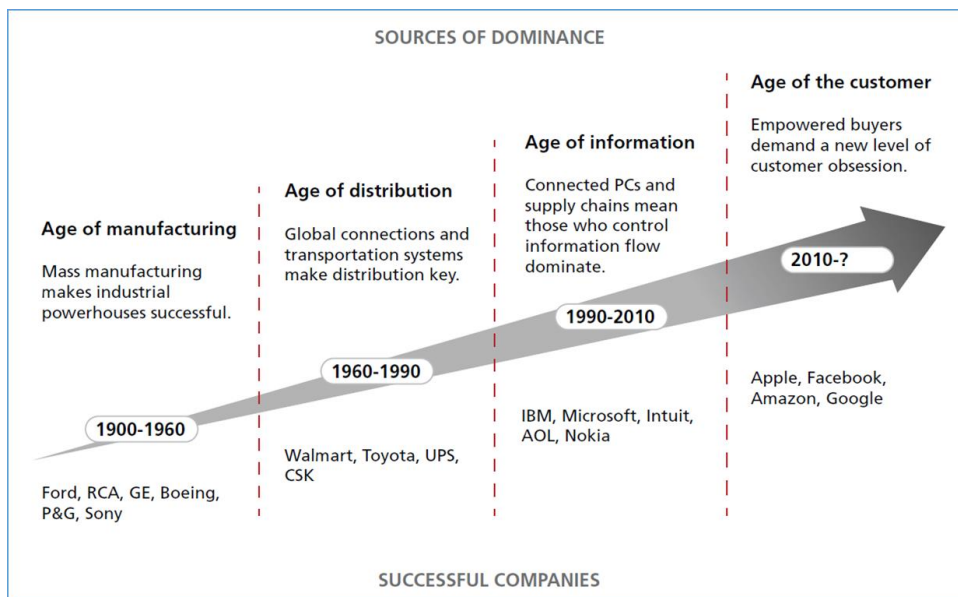 SOURCES OF DOMINANCE
Age of manufacturing
Mass manufacturing
makes industrial
powerhouses successful.
1900-1960
Ford, RCA, GE, Boeing,
P&G, Sony
Age of distribution
Global connections and
transportation systems
make distribution key.
1960-1990
Walmart, Toyota, UPS,
CSK
Age of information
Connected PCs and
supply chains mean
those who control
information flow
dominate.
1990-2010
IBM, Microsoft, Intuit,
AOL, Nokia
Age of the customer
Empowered buyers
demand a new level of
customer obsession.
2010-?
Apple, Facebook,
Amazon, Google
SUCCESSFUL COMPANIES